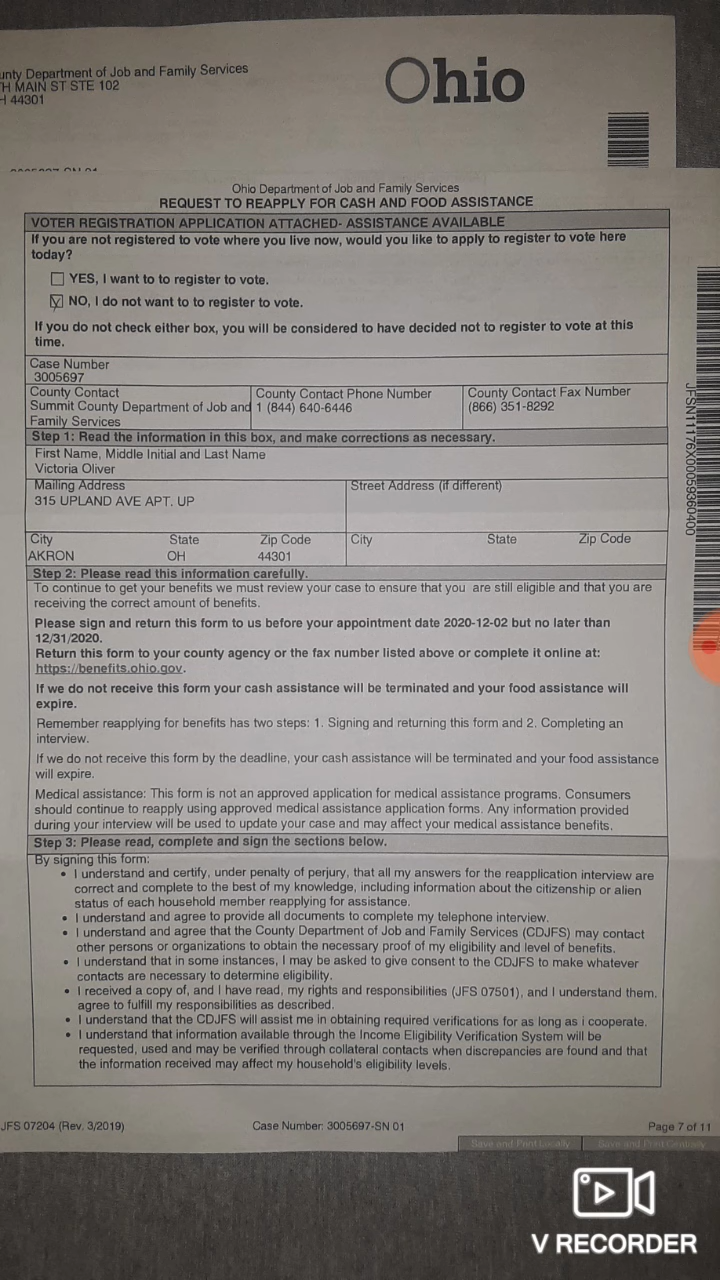 unty Department of Job and Family Services
H MAIN ST STE 102
H 44301
Ohio
Ohio Department of Job and Family Services
REQUEST TO REAPPLY FOR CASH AND FOOD ASSISTANCE
VOTER REGISTRATION APPLICATION ATTACHED- ASSISTANCE AVAILABLE
If you are not registered to vote where you live now, would you like to apply to register to vote here
today?
YES, I want to to register to vote.
NO, I do not want to to register to vote.
If you do not check either box, you will be considered to have decided not to register to vote at this
time.
Case Number
3005697
County Contact
Summit County Department of Job and
Family Services
County Contact Phone Number
1 (844) 640-6446
County Contact Fax Number
(866) 351-8292
Step 1: Read the information in this box, and make corrections as necessary.
First Name, Middle Initial and Last Name
Victoria Oliver
Mailing Address
315 UPLAND AVE APT. UP
Street Address (if different)
City State Zip Code
AKRON OH 44301
City State Zip Code
Step 2: Please read this information carefully.
To continue to get your benefits we must review your case to ensure that you are still eligible and that you are
receiving the correct amount of benefits.
Please sign and return this form to us before your appointment date 2020-12-02 but no later than
12/31/2020.
Return this form to your county agency or the fax number listed above or complete it online at:
https://benefits.ohio.gov.
If we do not receive this form your cash assistance will be terminated and your food assistance will
expire.
Remember reapplying for benefits has two steps: 1. Signing and returning this form and 2. Completing an
interview.
If we do not receive this form by the deadline, your cash assistance will be terminated and your food assistance
will expire.
Medical assistance: This form is not an approved application for medical assistance programs. Consumers
should continue to reapply using approved medical assistance application forms. Any information provided
during your interview will be used to update your case and may affect your medical assistance benefits.
Step 3: Please read, complete and sign the sections below.
By signing this form:
• I understand and certify, under penalty of perjury, that all my answers for the reapplication interview are
correct and complete to the best of my knowledge, including information about the citizenship or alien
status of each household member reapplying for assistance.
• I understand and agree to provide all documents to complete my telephone interview.
• I understand and agree that the County Department of Job and Family Services (CDJFS) may contact
other persons or organizations to obtain the necessary proof of my eligibility and level of benefits.
• I understand that in some instances, I may be asked to give consent to the CDJFS to make whatever
contacts are necessary to determine eligibility.
• I received a copy of, and I have read, my rights and responsibilities (JFS 07501), and I understand them.
agree to fulfill my responsibilities as described.
• I understand that the CDJFS will assist me in obtaining required verifications for as long as i cooperate.
• I understand that information available through the Income Eligibility Verification System will be
requested, used and may be verified through collateral contacts when discrepancies are found and that
the information received may affect my household's eligibility levels.
JFS 07204 (Rev. 3/2019)
Case Number: 3005697-SN 01
Page 7 of 11
Save and Print Locally
Save and Print Centrally
JFSN11176X00059360400
V RECORDER